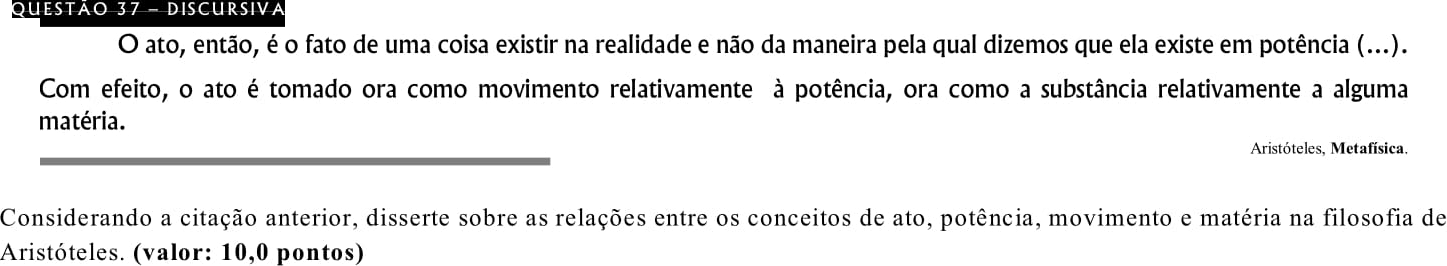 QUESTÃO 37 – DISCURSIVA
O ato, então, é o fato de uma coisa existir na realidade e não da maneira pela qual dizemos que ela existe em potência (...).
Com efeito, o ato é tomado ora como movimento relativamente à potência, ora como a substância relativamente a alguma
matéria.
Aristóteles, Metafísica.
Considerando a citação anterior, disserte sobre as relações entre os conceitos de ato, potência, movimento e matéria na filosofia de
Aristóteles. (valor: 10,0 pontos)